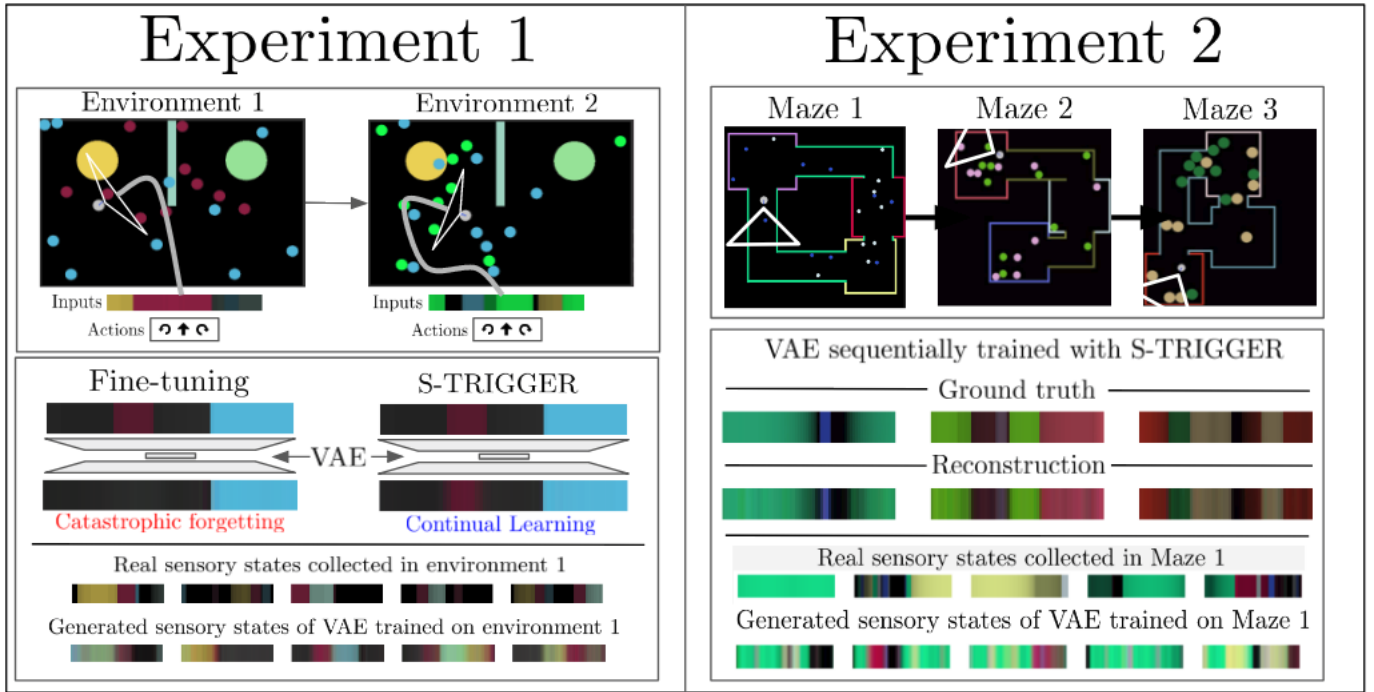 Experiment 1
Environment 1
Environment 2
Inputs
Inputs
Actions
Actions
Fine-tuning
S-TRIGGER
VAE
Catastrophic forgetting
Continual Learning
Real sensory states collected in environment 1
Generated sensory states of VAE trained on environment 1
Experiment 2
Maze 1
Maze 2
Maze 3
VAE sequentially trained with S-TRIGGER
Ground truth
Reconstruction
Real sensory states collected in Maze 1
Generated sensory states of VAE trained on Maze 1